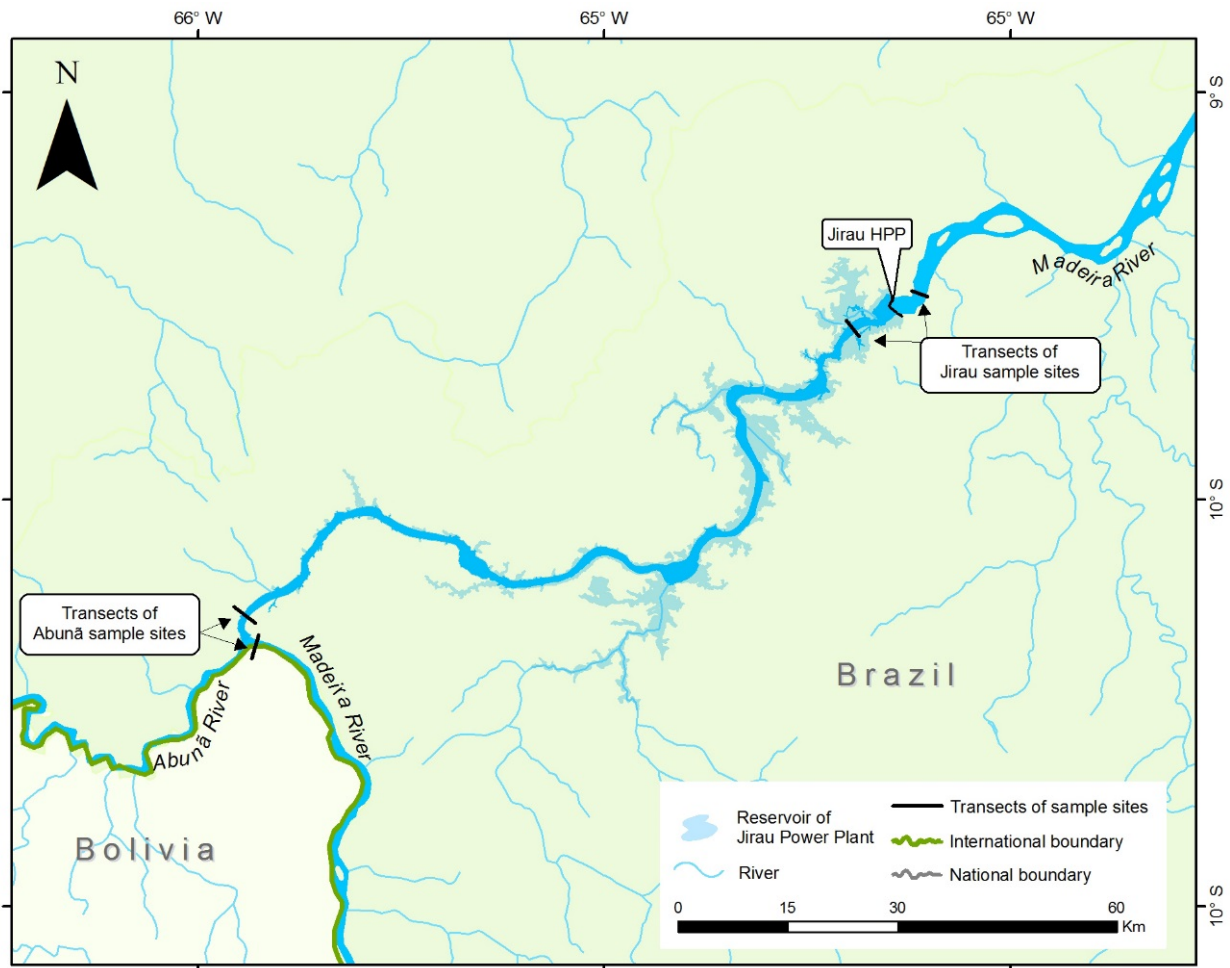 66° W
65° W
65° W
N
9° S
Jirau HPP
Madeira River
Transects of
Jirau sample sites
10° S
Transects of
Abunã sample sites
Madeira River
Abunã River
Brazil
Bolivia
Reservoir of
Jirau Power Plant
River
Transects of sample sites
International boundary
National boundary
0 15 30 60
Km
10° S